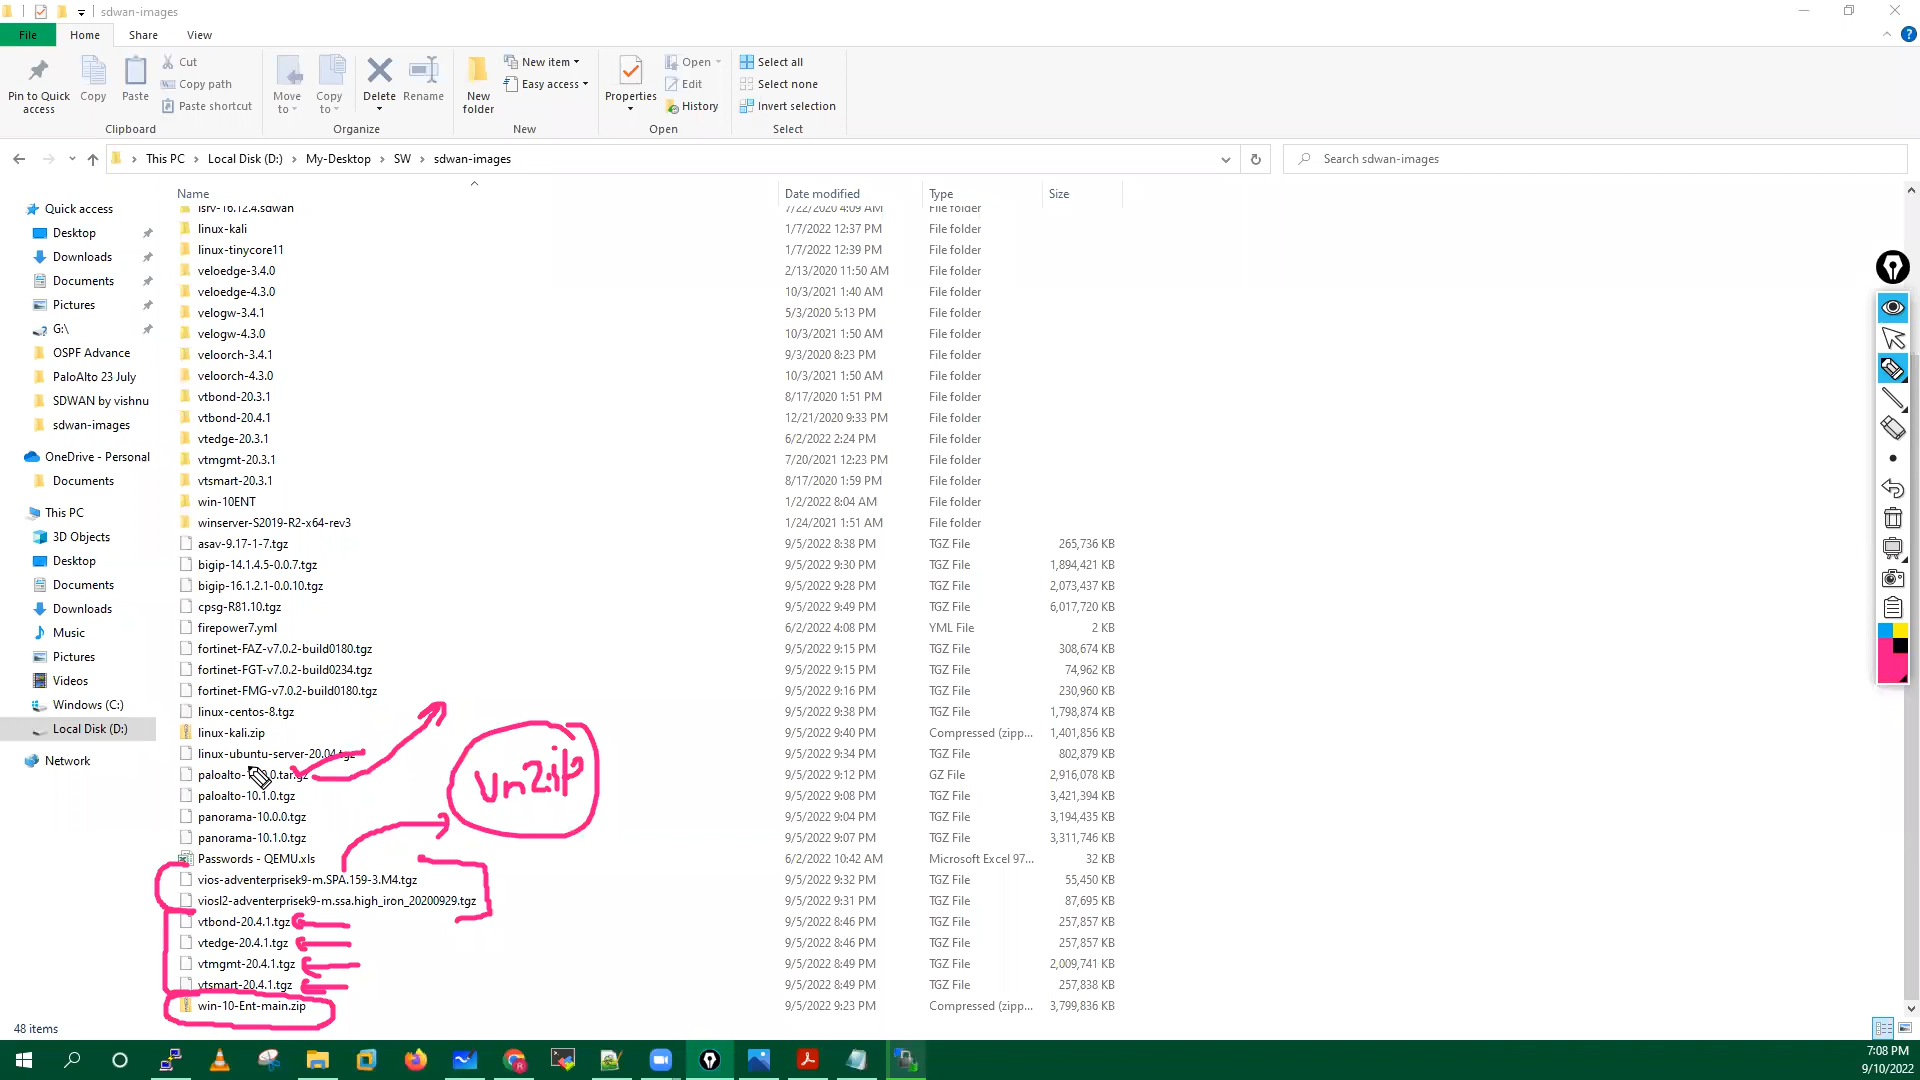 sdwan-images
File Home Share View
Pin to Quick access
Copy
Paste
Cut
Copy path
Paste shortcut
Clipboard
Move to
Copy to
Delete
Rename
Organize
New folder
New item
Easy access
New
Properties
Open
Edit
History
Open
Select all
Select none
Invert selection
Select
This PC > Local Disk (D:) > My-Desktop > SW > sdwan-images
Search sdwan-images
Quick access
Desktop
Downloads
Documents
Pictures
G:\
OSPF Advance
PaloAlto 23 July
SDWAN by vishnu
sdwan-images
OneDrive - Personal
Documents
This PC
3D Objects
Desktop
Documents
Downloads
Music
Pictures
Videos
Windows (C:)
Local Disk (D:)
Network
Name Date modified Type Size
isrv-16.12.4.sdwan 7/22/2020 4:09 AM File folder
linux-kali 1/7/2022 12:37 PM File folder
linux-tinycore11 1/7/2022 12:39 PM File folder
veloedge-3.4.0 2/13/2020 11:50 AM File folder
veloedge-4.3.0 10/3/2021 1:40 AM File folder
velogw-3.4.1 5/3/2020 5:13 PM File folder
velogw-4.3.0 10/3/2021 1:50 AM File folder
veloorch-3.4.1 9/3/2020 8:23 PM File folder
veloorch-4.3.0 10/3/2021 1:50 AM File folder
vtbond-20.3.1 8/17/2020 1:51 PM File folder
vtbond-20.4.1 12/21/2020 9:33 PM File folder
vtedge-20.3.1 6/2/2022 2:24 PM File folder
vtmgmt-20.3.1 7/20/2021 12:23 PM File folder
vtsmart-20.3.1 8/17/2020 1:59 PM File folder
win-10ENT 1/2/2022 8:04 AM File folder
winserver-S2019-R2-x64-rev3 1/24/2021 1:51 AM File folder
asav-9.17-1-7.tgz 9/5/2022 8:38 PM TGZ File 265,736 KB
bigip-14.1.4.5-0.0.7.tgz 9/5/2022 9:30 PM TGZ File 1,894,421 KB
bigip-16.1.2.1-0.0.10.tgz 9/5/2022 9:28 PM TGZ File 2,073,437 KB
cpsg-R81.10.tgz 9/5/2022 9:49 PM TGZ File 6,017,720 KB
firepower7.yml 6/2/2022 4:08 PM YML File 2 KB
fortinet-FAZ-v7.0.2-build0180.tgz 9/5/2022 9:15 PM TGZ File 308,674 KB
fortinet-FGT-v7.0.2-build0234.tgz 9/5/2022 9:15 PM TGZ File 74,962 KB
fortinet-FMG-v7.0.2-build0180.tgz 9/5/2022 9:16 PM TGZ File 230,960 KB
linux-centos-8.tgz 9/5/2022 9:38 PM TGZ File 1,798,874 KB
linux-kali.zip 9/5/2022 9:40 PM Compressed (zipp... 1,401,856 KB
linux-ubuntu-server-20.04.tgz 9/5/2022 9:34 PM TGZ File 802,879 KB
9/5/2022 9:12 PM GZ File 2,916,078 KB
paloalto-10.1.0.tgz 9/5/2022 9:08 PM TGZ File 3,421,394 KB
panorama-10.0.0.tgz 9/5/2022 9:04 PM TGZ File 3,194,435 KB
panorama-10.1.0.tgz 9/5/2022 9:07 PM TGZ File 3,311,746 KB
Passwords - QEMU.xls 6/2/2022 10:42 AM Microsoft Excel 97... 32 KB
vios-adventerprisek9-m.SPA.159-3.M4.tgz 9/5/2022 9:32 PM TGZ File 55,450 KB
viosl2-adventerprisek9-m.ssa.high_iron_20200929.tgz 9/5/2022 9:31 PM TGZ File 87,695 KB
vtbond-20.4.1.tgz 9/5/2022 8:46 PM TGZ File 257,857 KB
vtedge-20.4.1.tgz 9/5/2022 8:46 PM TGZ File 257,857 KB
vtmgmt-20.4.1.tgz 9/5/2022 8:49 PM TGZ File 2,009,741 KB
vtsmart-20.4.1.tgz 9/5/2022 8:49 PM TGZ File 257,838 KB
win-10-Ent-main.zip 9/5/2022 9:23 PM Compressed (zipp... 3,799,836 KB
Unzip
48 items
7:08 PM
9/10/2022